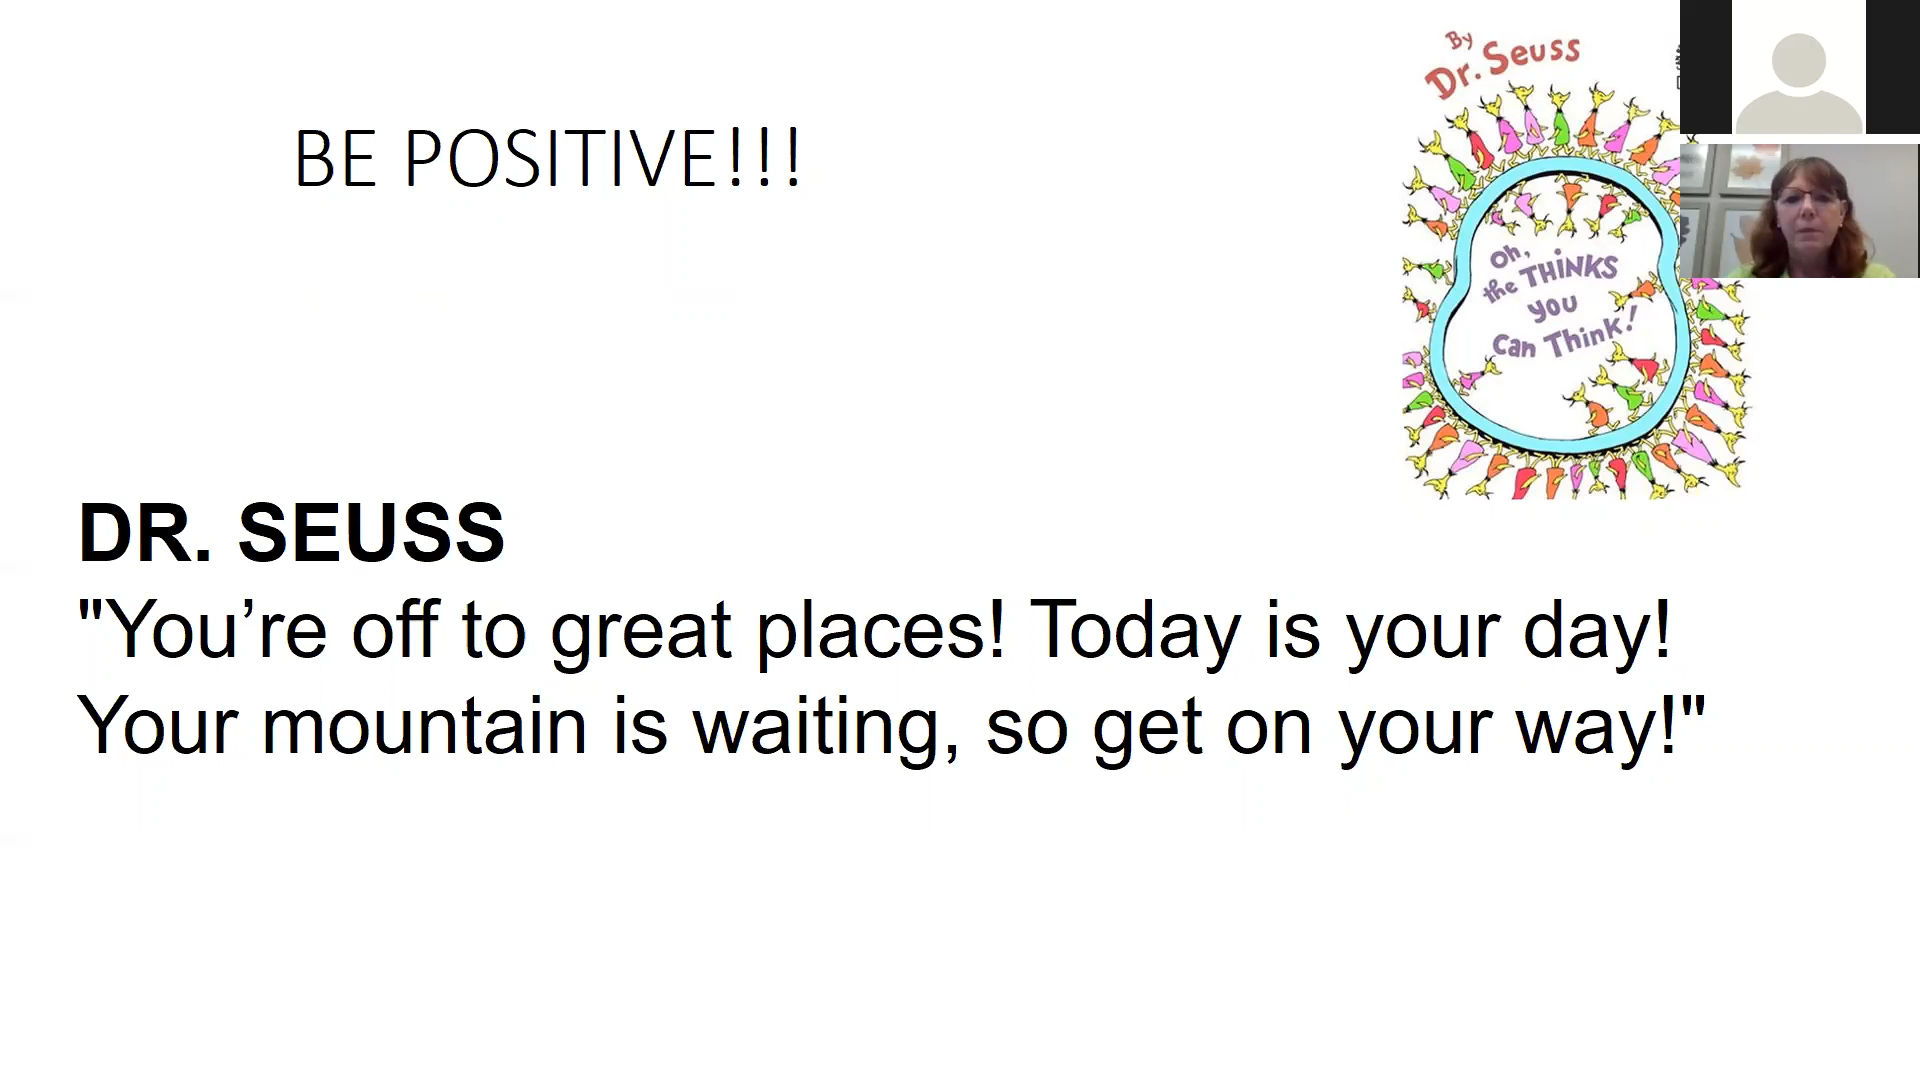 BE POSITIVE!!!
By
Dr. Seuss
Oh,
the THINKS
you
Can Think!
DR. SEUSS
"You’re off to great places! Today is your day!
Your mountain is waiting, so get on your way!"